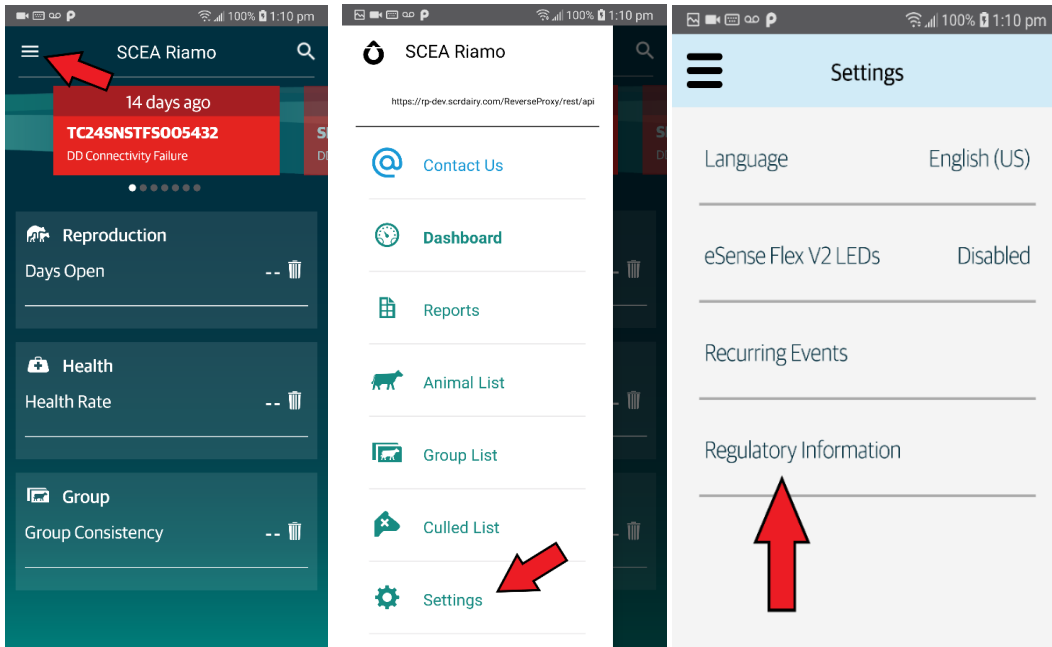 100% 1:10 pm
SCEA Riamo
14 days ago
TC24SNSTFS005432
DD Connectivity Failure
S
DD
Reproduction
Days Open
--
Health
Health Rate
--
Group
Group Consistency
--
100% 1:10 pm
SCEA Riamo
https://rp-dev.scrdairy.com/ReverseProxy/rest/api
Contact Us
Dashboard
Reports
Animal List
Group List
Culled List
Settings
100% 1:10 pm
Settings
Language English (US)
eSense Flex V2 LEDs Disabled
Recurring Events
Regulatory Information